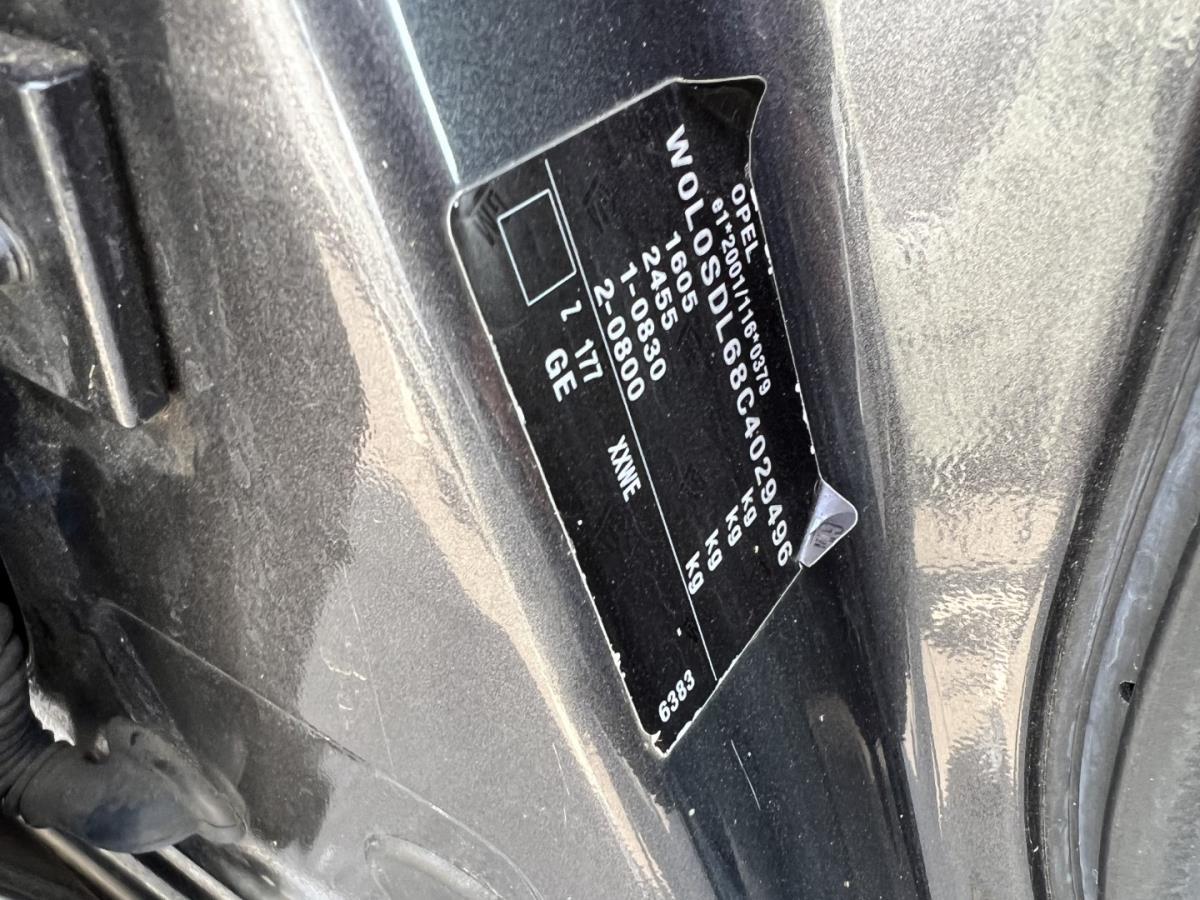 OPEL
e1*2001/116*0379
W0L0SDL68C4029496
1605 kg
2455 kg
1-0830 kg
2-0800 kg
Z 177 XXWE 6383
GE